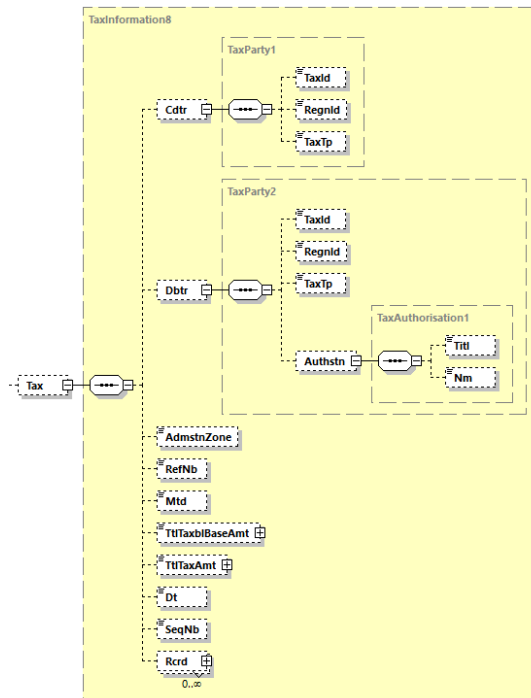 TaxInformation8
TaxParty1
TaxId
Cdtr
RegnId
TaxTp
TaxParty2
TaxId
RegnId
Dbtr
TaxTp
TaxAuthorisation1
Titl
Authstn
Nm
Tax
AdmstnZone
RefNb
Mtd
TtlTaxblBaseAmt
TtlTaxAmt
Dt
SeqNb
Rcrd
0..∞